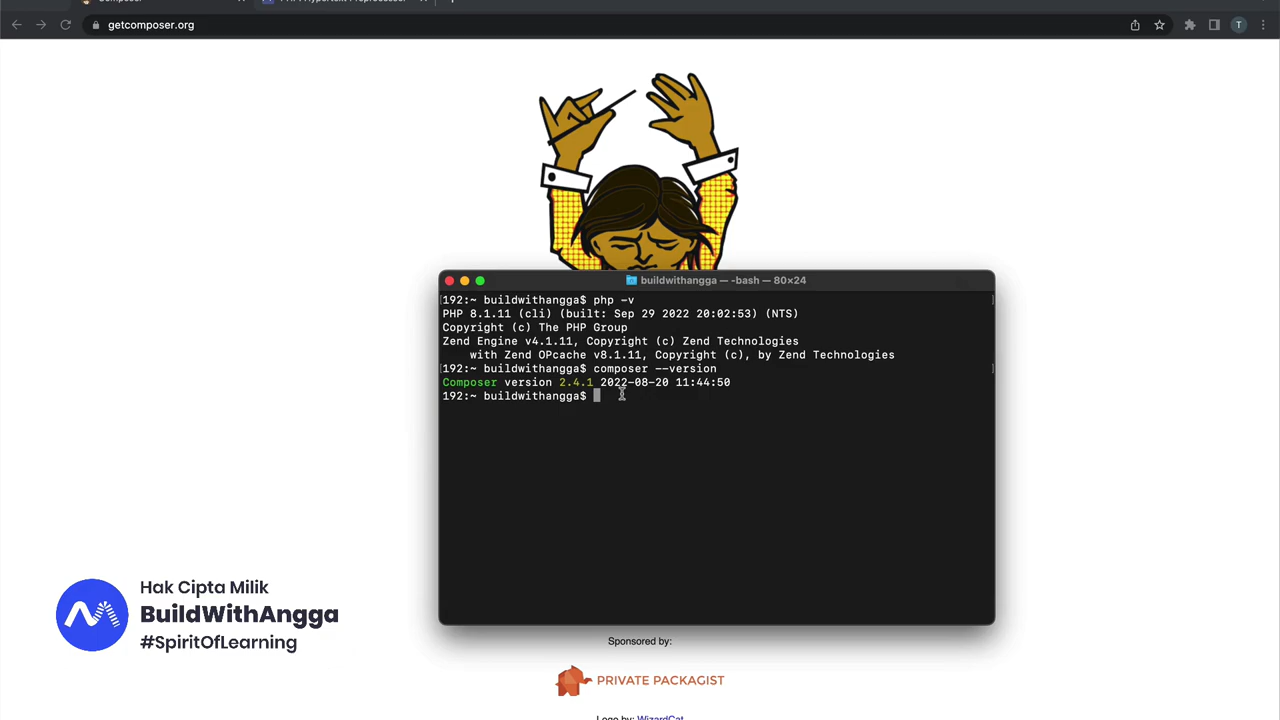 getcomposer.org
T
buildwithangga — -bash — 80×24
[192:~ buildwithangga$ php -v ]
PHP 8.1.11 (cli) (built: Sep 29 2022 20:02:53) (NTS)
Copyright (c) The PHP Group
Zend Engine v4.1.11, Copyright (c) Zend Technologies
with Zend OPcache v8.1.11, Copyright (c), by Zend Technologies
[192:~ buildwithangga$ composer --version ]
Composer version 2.4.1 2022-08-20 11:44:50
192:~ buildwithangga$
Hak Cipta Milik
BuildWithAngga
#SpiritOfLearning
Sponsored by:
PRIVATE PACKAGIST
Logo by: WizardCat